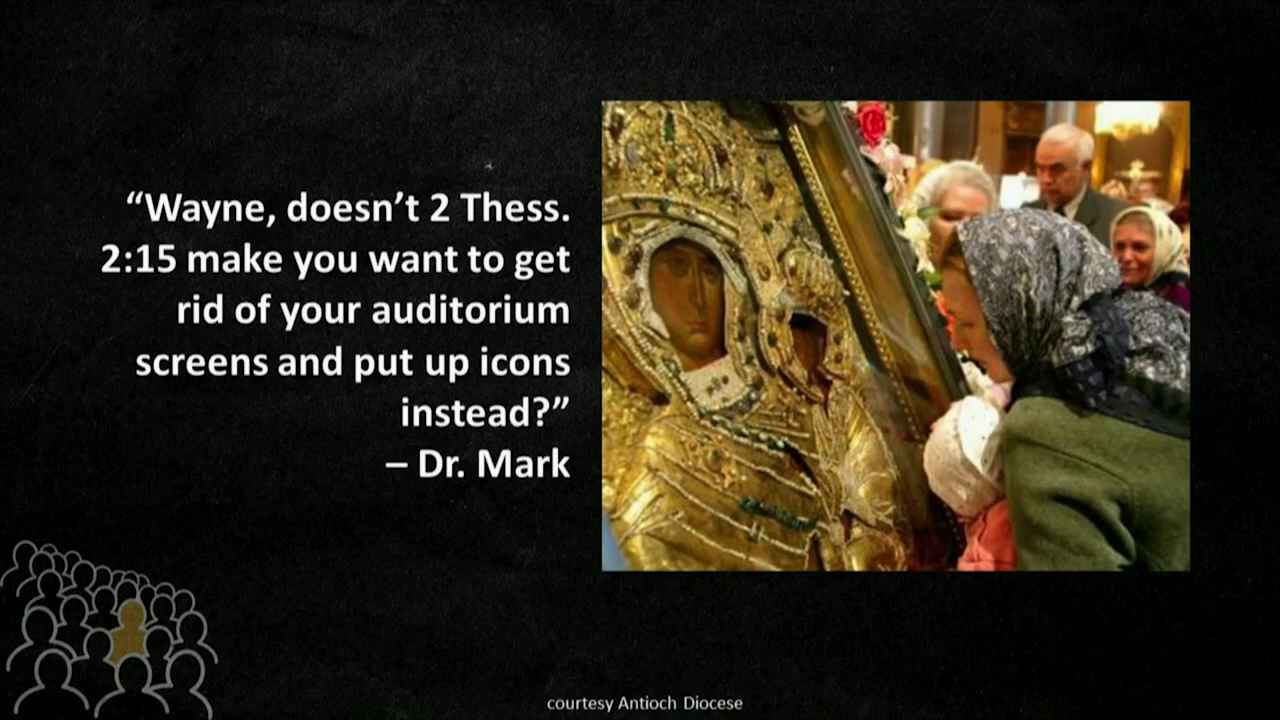 “Wayne, doesn’t 2 Thess.
2:15 make you want to get
rid of your auditorium
screens and put up icons
instead?”
– Dr. Mark
courtesy Antioch Diocese